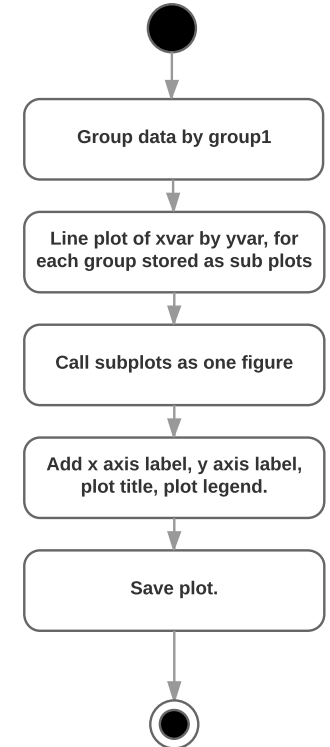 Group data by group1
Line plot of xvar by yvar, for
each group stored as sub plots
Call subplots as one figure
Add x axis label, y axis label,
plot title, plot legend.
Save plot.